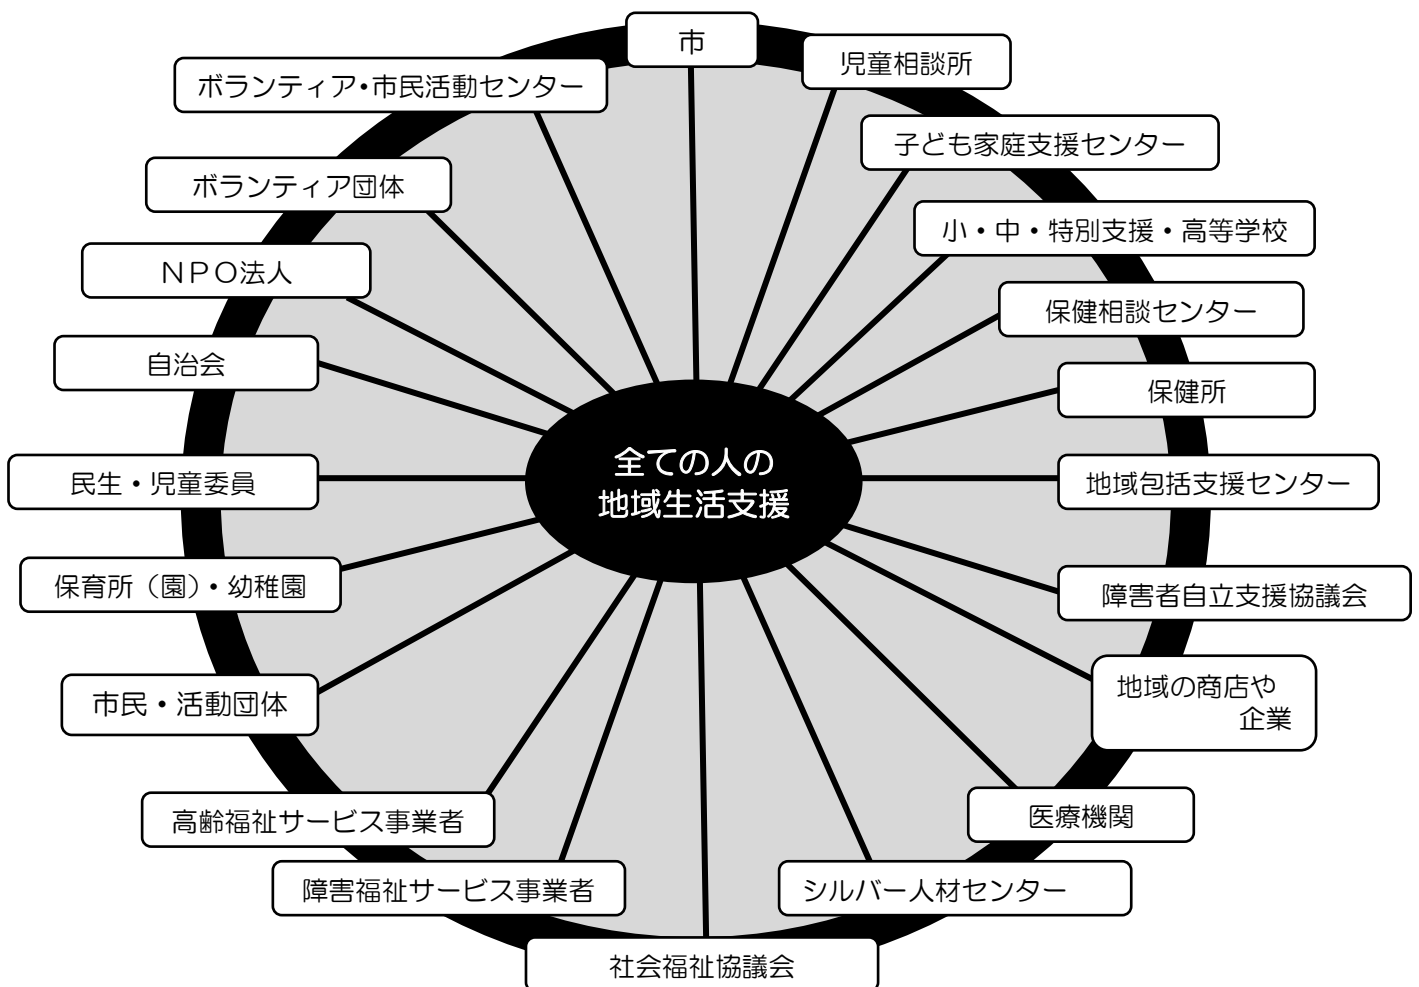 市
児童相談所
ボランティア・市民活動センター
子ども家庭支援センター
ボランティア団体
小・中・特別支援・高等学校
ＮＰＯ法人
保健相談センター
自治会
保健所
全ての人の
地域生活支援
民生・児童委員
地域包括支援センター
保育所（園）・幼稚園
障害者自立支援協議会
市民・活動団体
地域の商店や
企業
高齢福祉サービス事業者
医療機関
障害福祉サービス事業者
シルバー人材センター
社会福祉協議会